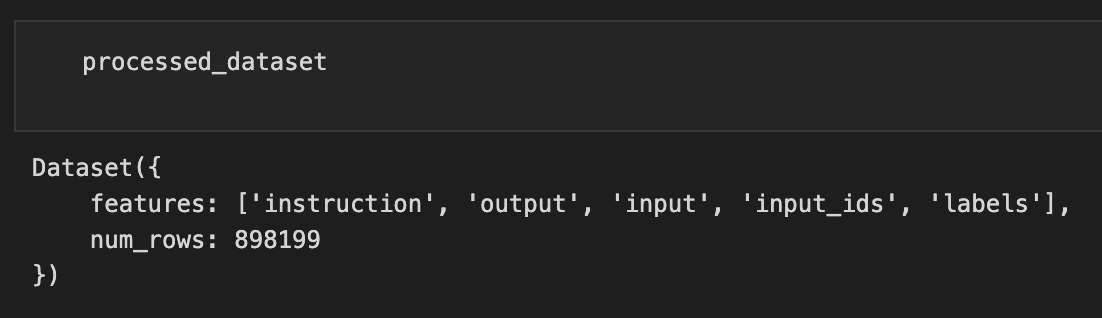 processed_dataset
Dataset({
    features: ['instruction', 'output', 'input', 'input_ids', 'labels'],
    num_rows: 898199
})